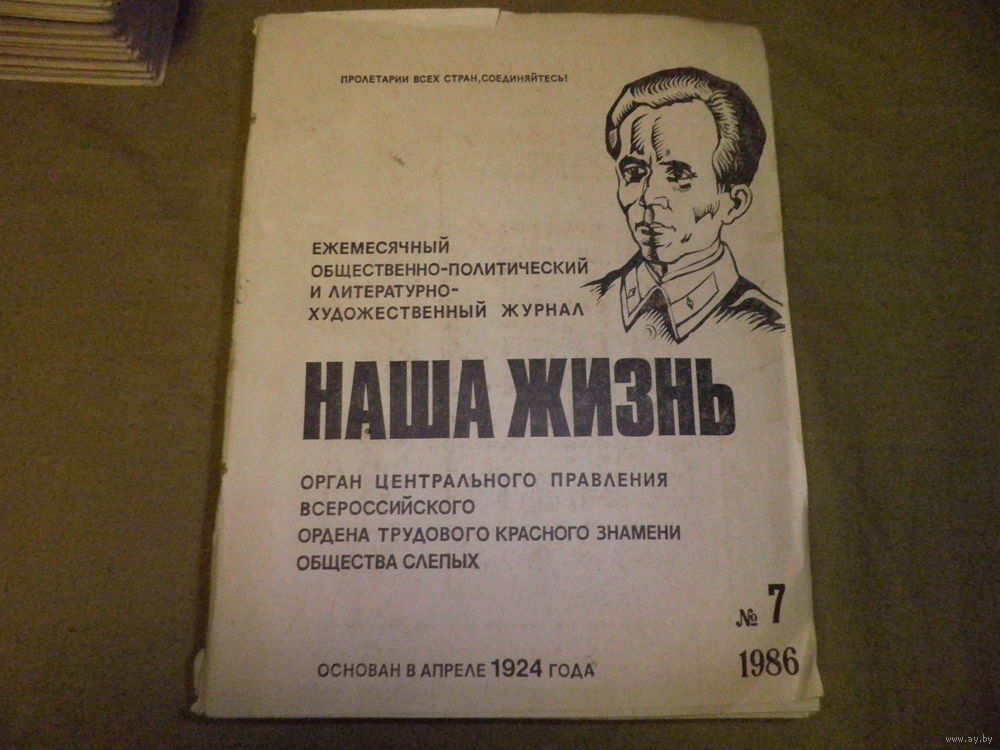 ПРОЛЕТАРИИ ВСЕХ СТРАН, СОЕДИНЯЙТЕСЬ!
ЕЖЕМЕСЯЧНЫЙ
ОБЩЕСТВЕННО-ПОЛИТИЧЕСКИЙ
И ЛИТЕРАТУРНО-
ХУДОЖЕСТВЕННЫЙ ЖУРНАЛ
НАША ЖИЗНЬ
ОРГАН ЦЕНТРАЛЬНОГО ПРАВЛЕНИЯ
ВСЕРОССИЙСКОГО
ОРДЕНА ТРУДОВОГО КРАСНОГО ЗНАМЕНИ
ОБЩЕСТВА СЛЕПЫХ
№ 7
1986
ОСНОВАН В АПРЕЛЕ 1924 ГОДА
www.ay.by